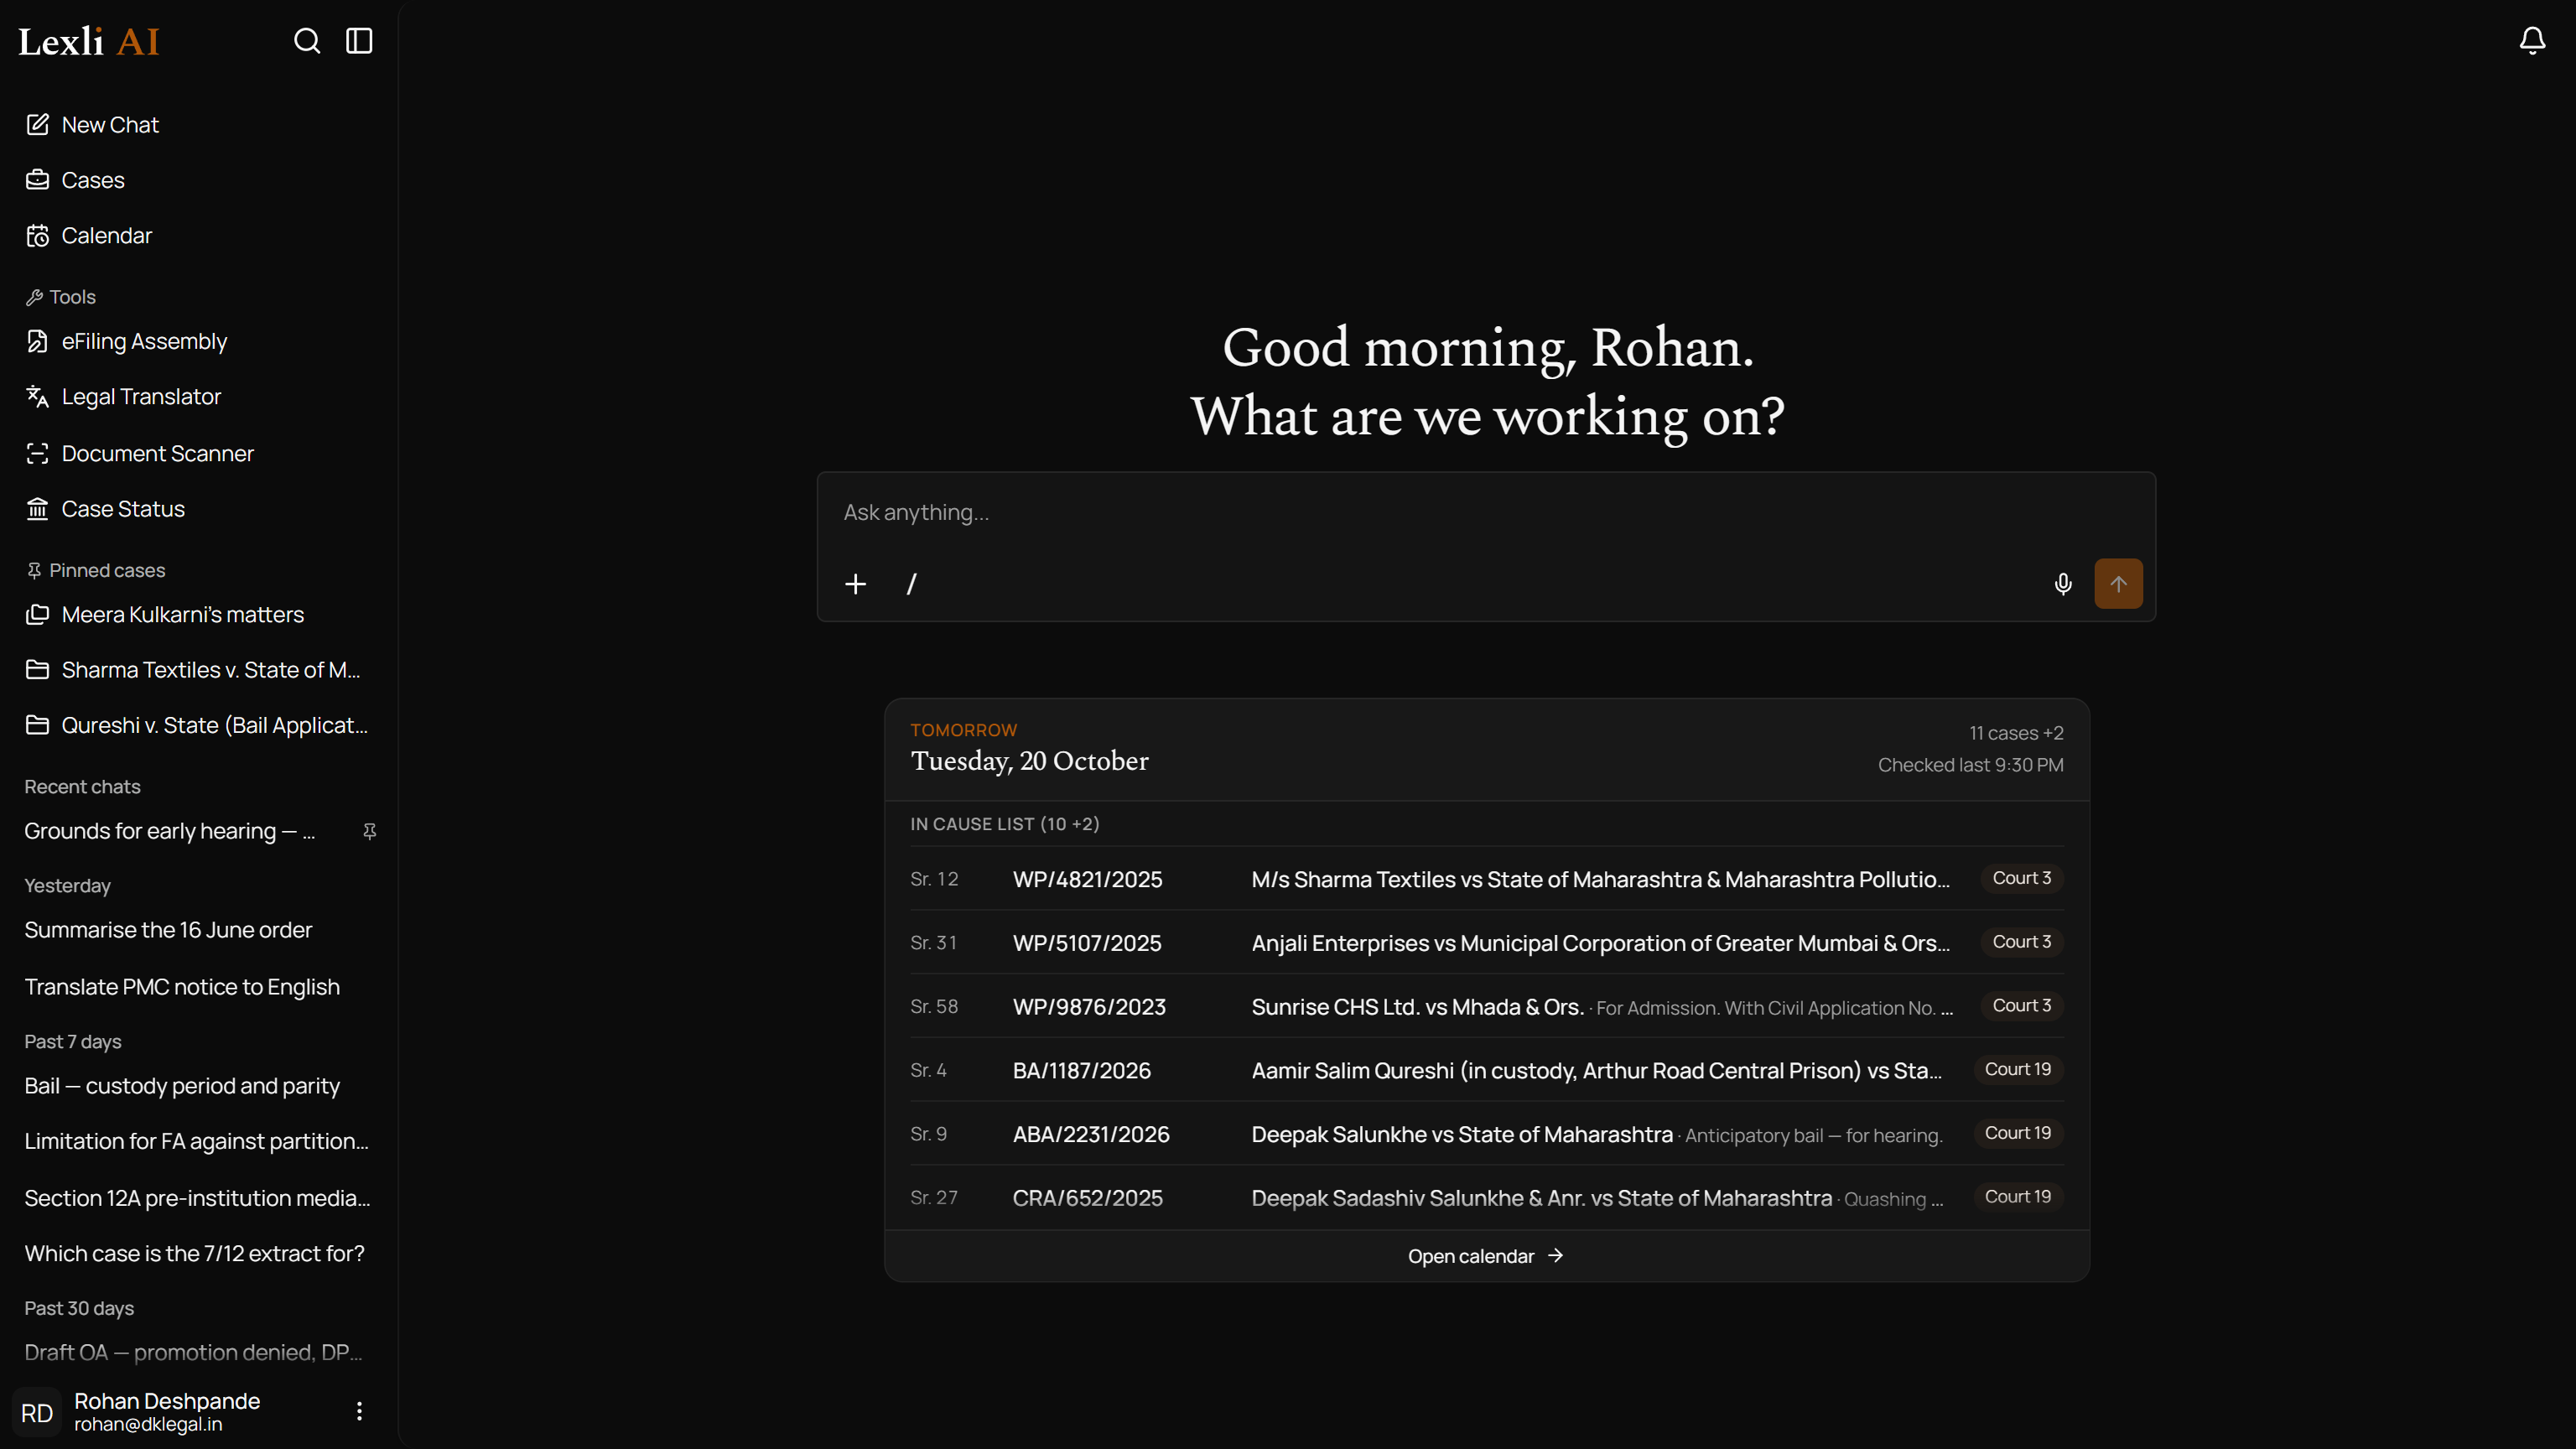 Lexli AI
New Chat
Cases
Calendar
Tools
eFiling Assembly
Legal Translator
Document Scanner
Case Status
Pinned cases
Meera Kulkarni's matters
Sharma Textiles v. State of M...
Qureshi v. State (Bail Applicat...
Recent chats
Grounds for early hearing — ...
Yesterday
Summarise the 16 June order
Translate PMC notice to English
Past 7 days
Bail — custody period and parity
Limitation for FA against partition...
Section 12A pre-institution media...
Which case is the 7/12 extract for?
Past 30 days
Draft OA — promotion denied, DP...
RD
Rohan Deshpande
rohan@dklegal.in
Good morning, Rohan.
What are we working on?
Ask anything...
/
TOMORROW
Tuesday, 20 October
11 cases +2
Checked last 9:30 PM
IN CAUSE LIST (10 +2)
Sr. 12 WP/4821/2025 M/s Sharma Textiles vs State of Maharashtra & Maharashtra Pollutio... Court 3
Sr. 31 WP/5107/2025 Anjali Enterprises vs Municipal Corporation of Greater Mumbai & Ors... Court 3
Sr. 58 WP/9876/2023 Sunrise CHS Ltd. vs Mhada & Ors. · For Admission. With Civil Application No. ... Court 3
Sr. 4 BA/1187/2026 Aamir Salim Qureshi (in custody, Arthur Road Central Prison) vs Sta... Court 19
Sr. 9 ABA/2231/2026 Deepak Salunkhe vs State of Maharashtra · Anticipatory bail — for hearing. Court 19
Sr. 27 CRA/652/2025 Deepak Sadashiv Salunkhe & Anr. vs State of Maharashtra · Quashing ... Court 19
Open calendar →